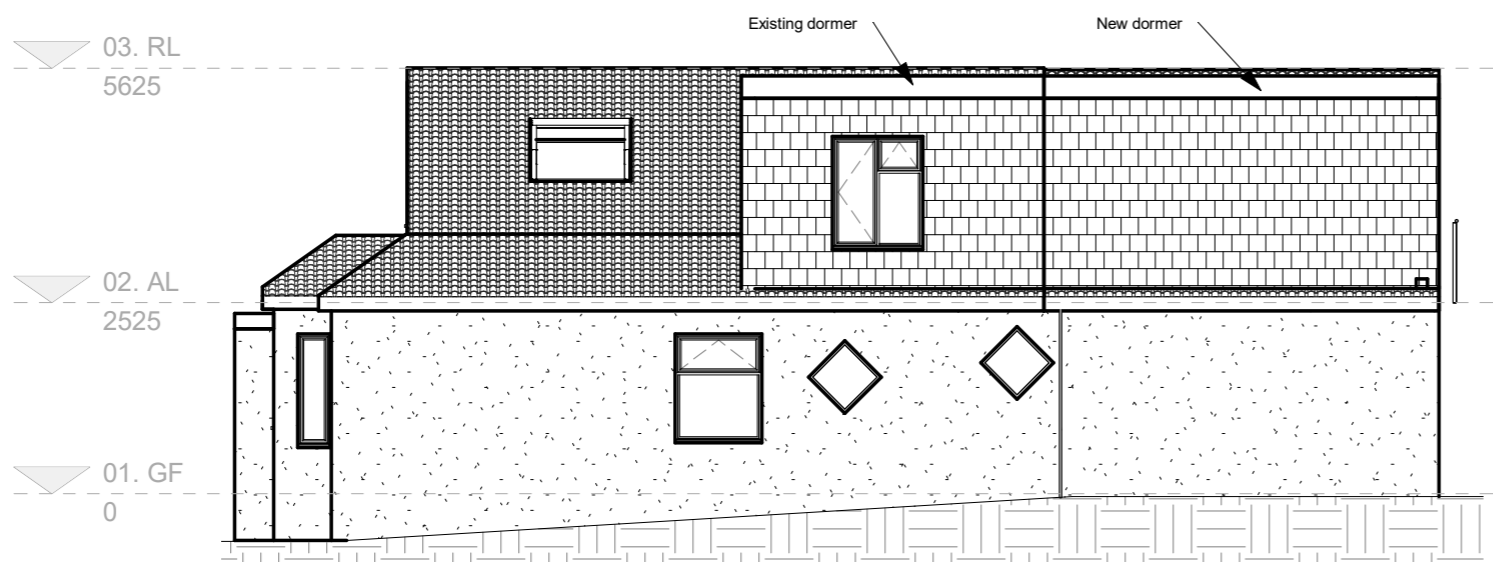 Existing dormer
New dormer
03. RL
5625
02. AL
2525
01. GF
0